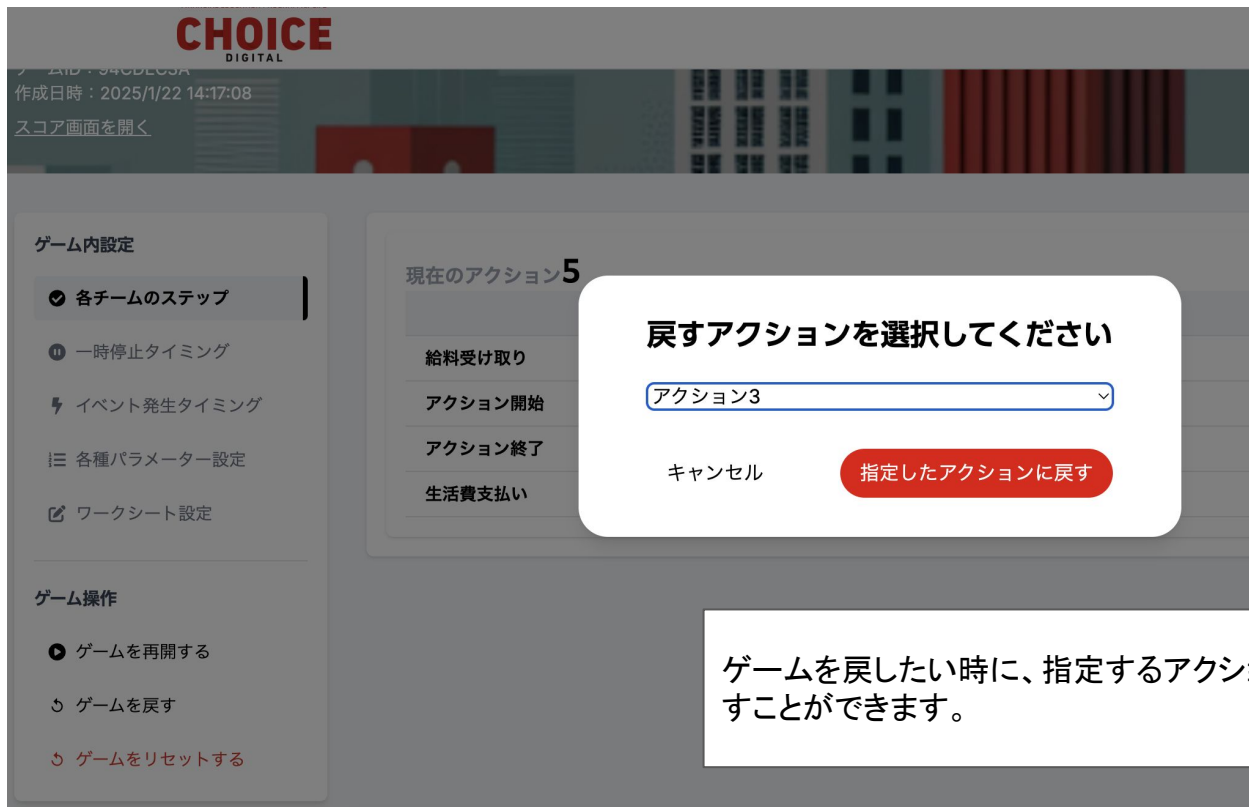 CHOICE
DIGITAL
作成日時：2025/1/22 14:17:08
スコア画面を開く
ゲーム内設定
各チームのステップ
一時停止タイミング
イベント発生タイミング
各種パラメーター設定
ワークシート設定
ゲーム操作
ゲームを再開する
ゲームを戻す
ゲームをリセットする
現在のアクション5
給料受け取り
アクション開始
アクション終了
生活費支払い
戻すアクションを選択してください
アクション3
キャンセル
指定したアクションに戻す
ゲームを戻したい時に、指定するアクシ
すことができます。